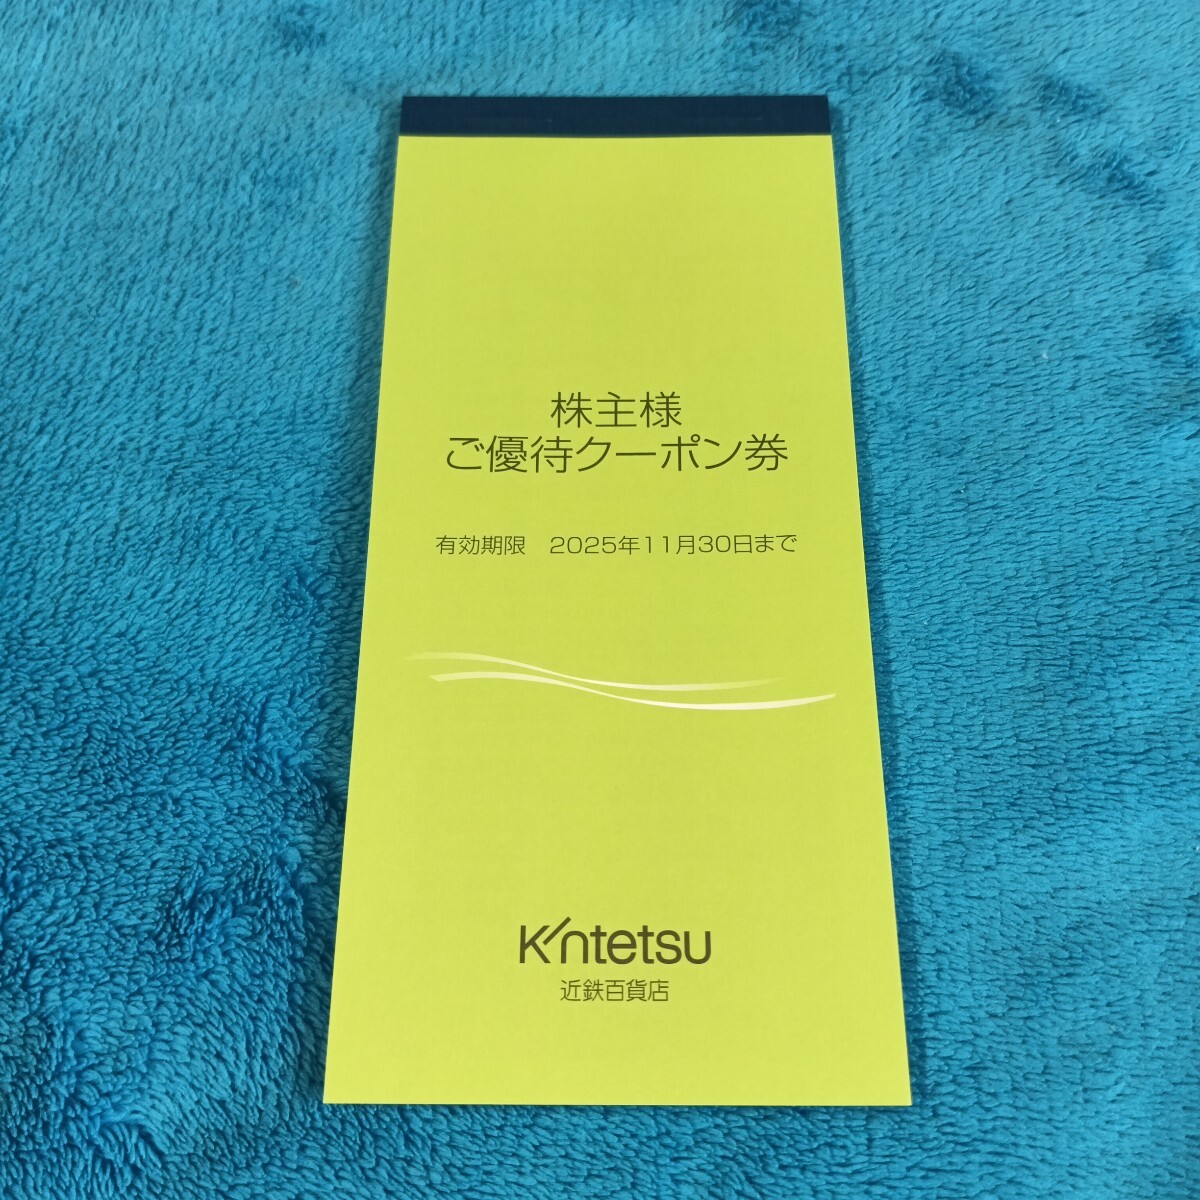 株主様
ご優待クーポン券
有効期限　2025年11月30日まで
Kintetsu
近鉄百貨店